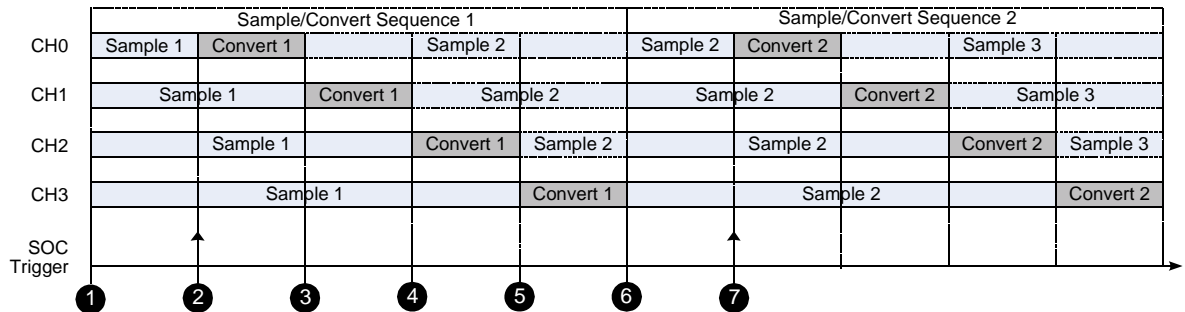 Sample/Convert Sequence 1 Sample/Convert Sequence 2
CH0 Sample 1 Convert 1 Sample 2 Sample 2 Convert 2 Sample 3
CH1 Sample 1 Convert 1 Sample 2 Sample 2 Convert 2 Sample 3
CH2 Sample 1 Convert 1 Sample 2 Sample 2 Convert 2 Sample 3
CH3 Sample 1 Convert 1 Sample 2 Convert 2
SOC
Trigger
1 2 3 4 5 6 7